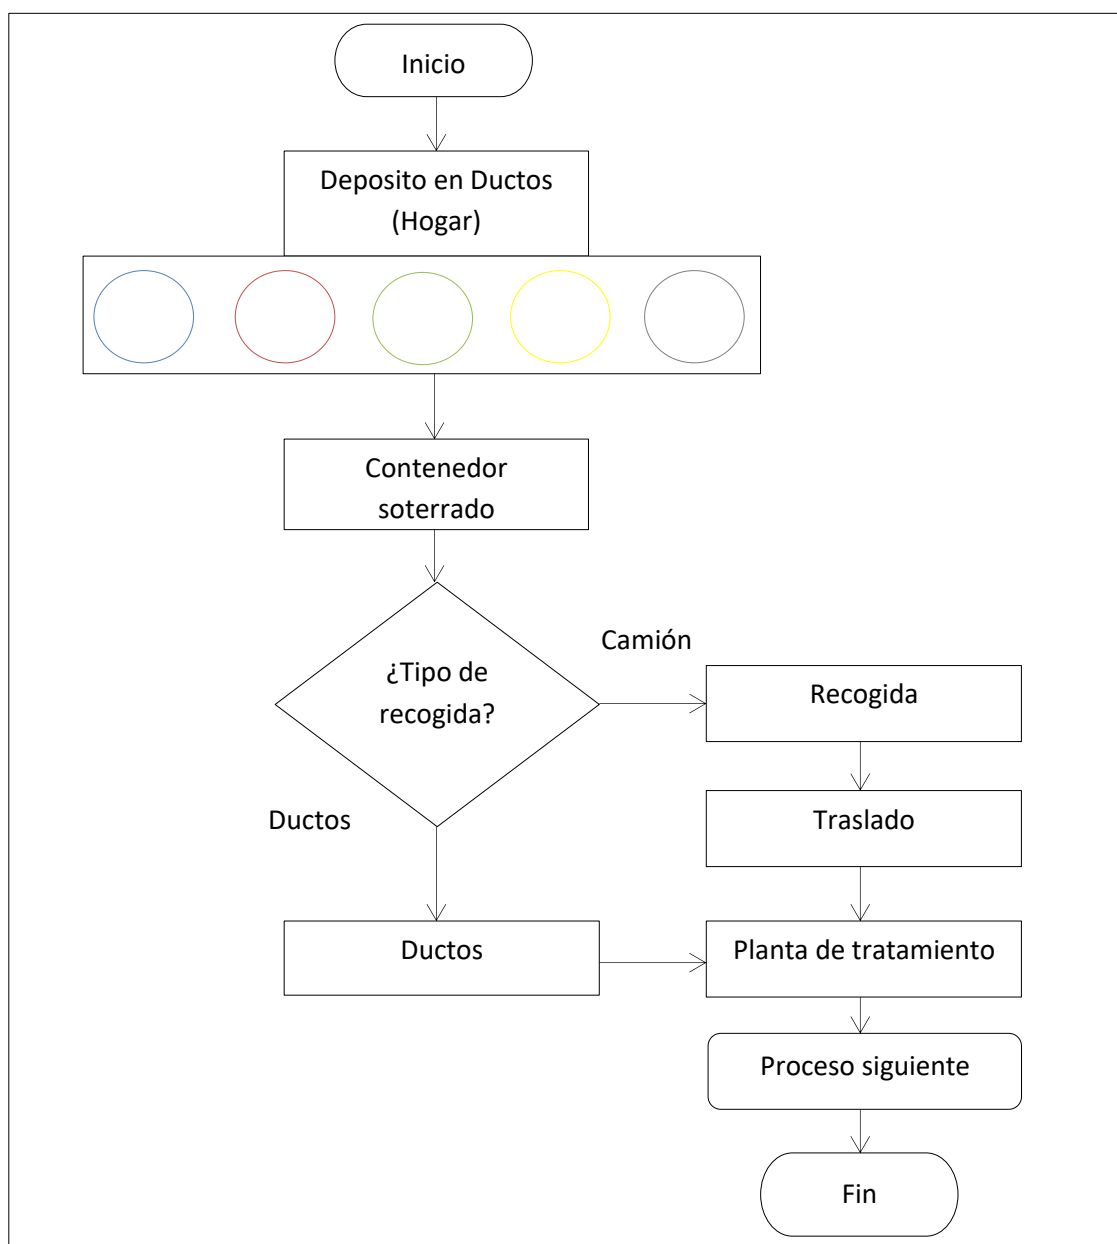 Inicio
Deposito en Ductos
(Hogar)
Contenedor
soterrado
¿Tipo de
recogida?
Camión
Recogida
Traslado
Ductos
Ductos
Planta de tratamiento
Proceso siguiente
Fin